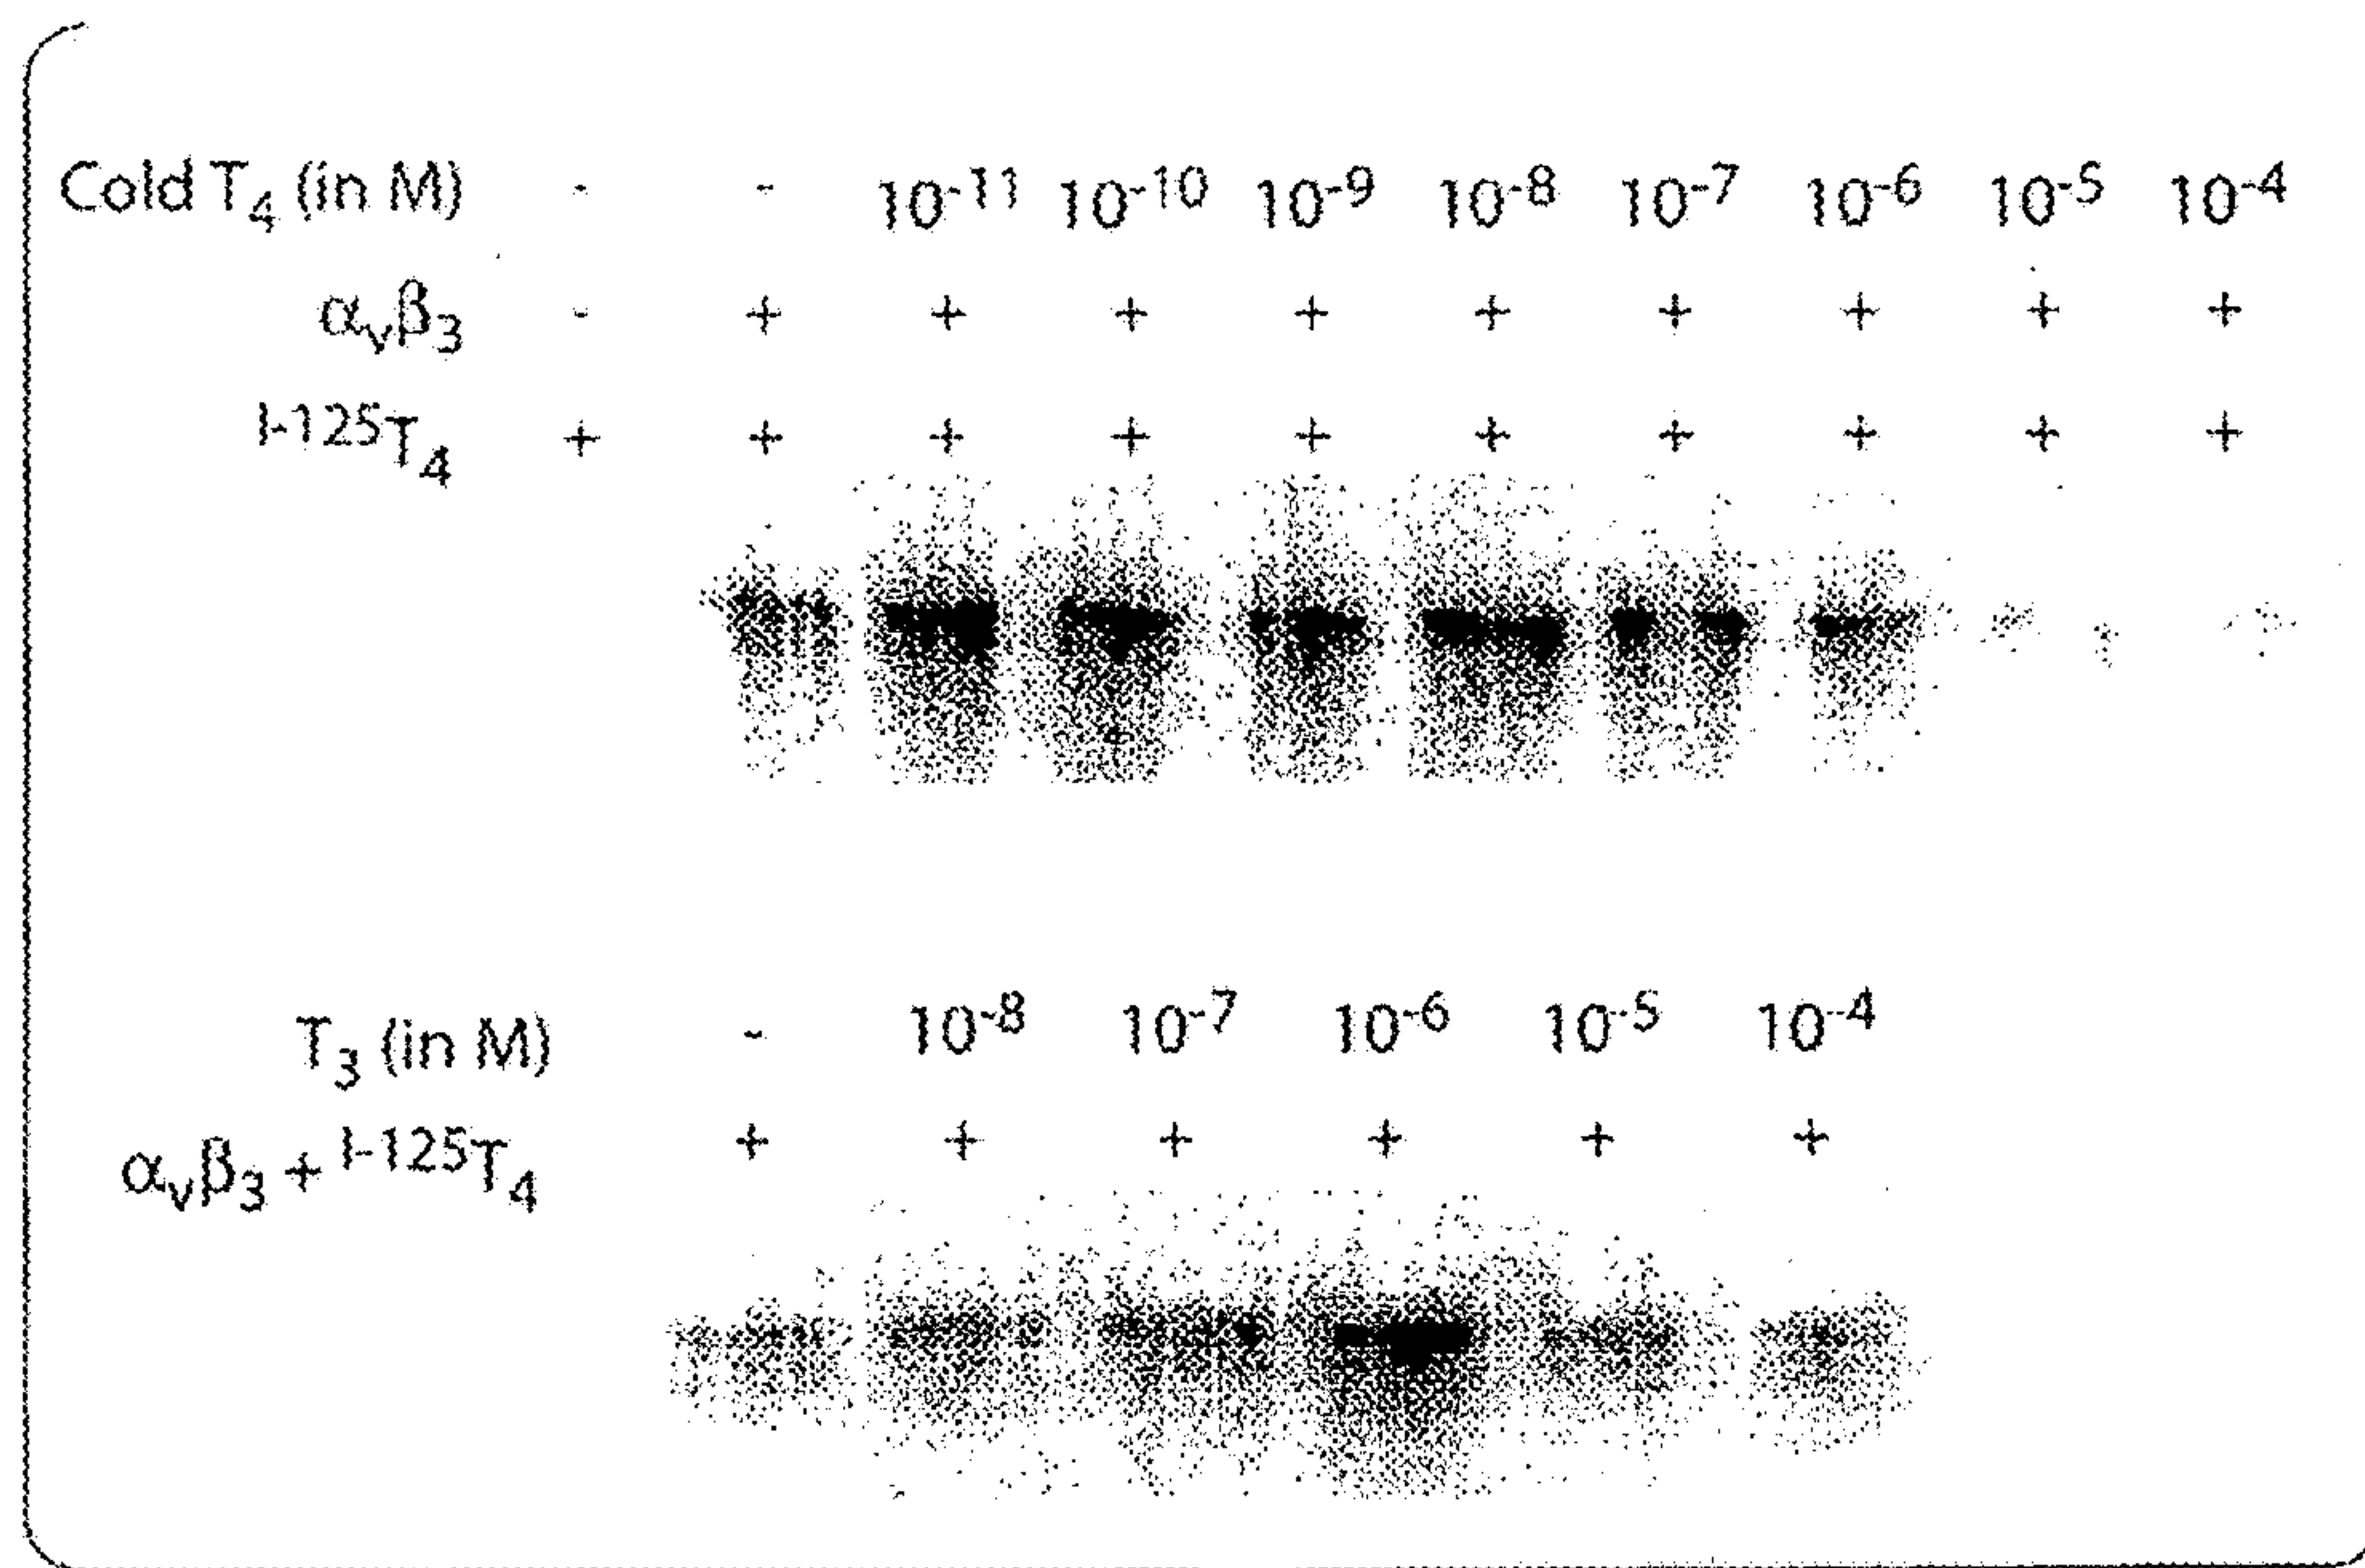 Cold T₄ (in M) - - 10⁻¹¹ 10⁻¹⁰ 10⁻⁹ 10⁻⁸ 10⁻⁷ 10⁻⁶ 10⁻⁵ 10⁻⁴
αᵥβ₃ - + + + + + + + + +
I-125T₄ + + + + + + + + + +
T₃ (in M) - 10⁻⁸ 10⁻⁷ 10⁻⁶ 10⁻⁵ 10⁻⁴
αᵥβ₃ + I-125T₄ + + + + + +